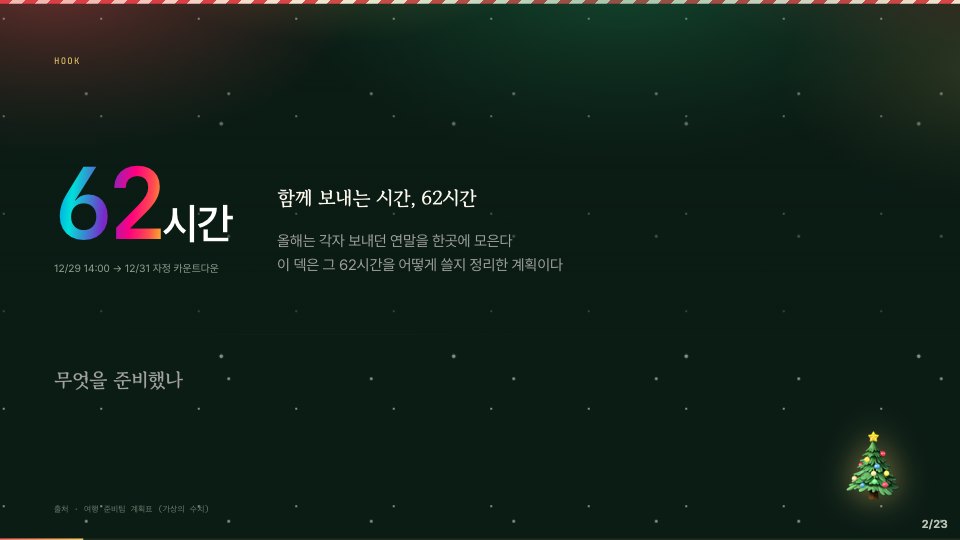 HOOK
62시간
12/29 14:00 → 12/31 자정 카운트다운
함께 보내는 시간, 62시간
올해는 각자 보내던 연말을 한곳에 모은다
이 덱은 그 62시간을 어떻게 쓸지 정리한 계획이다
무엇을 준비했나
출처 · 여행 준비팀 계획표 (가상의 수치)
2/23